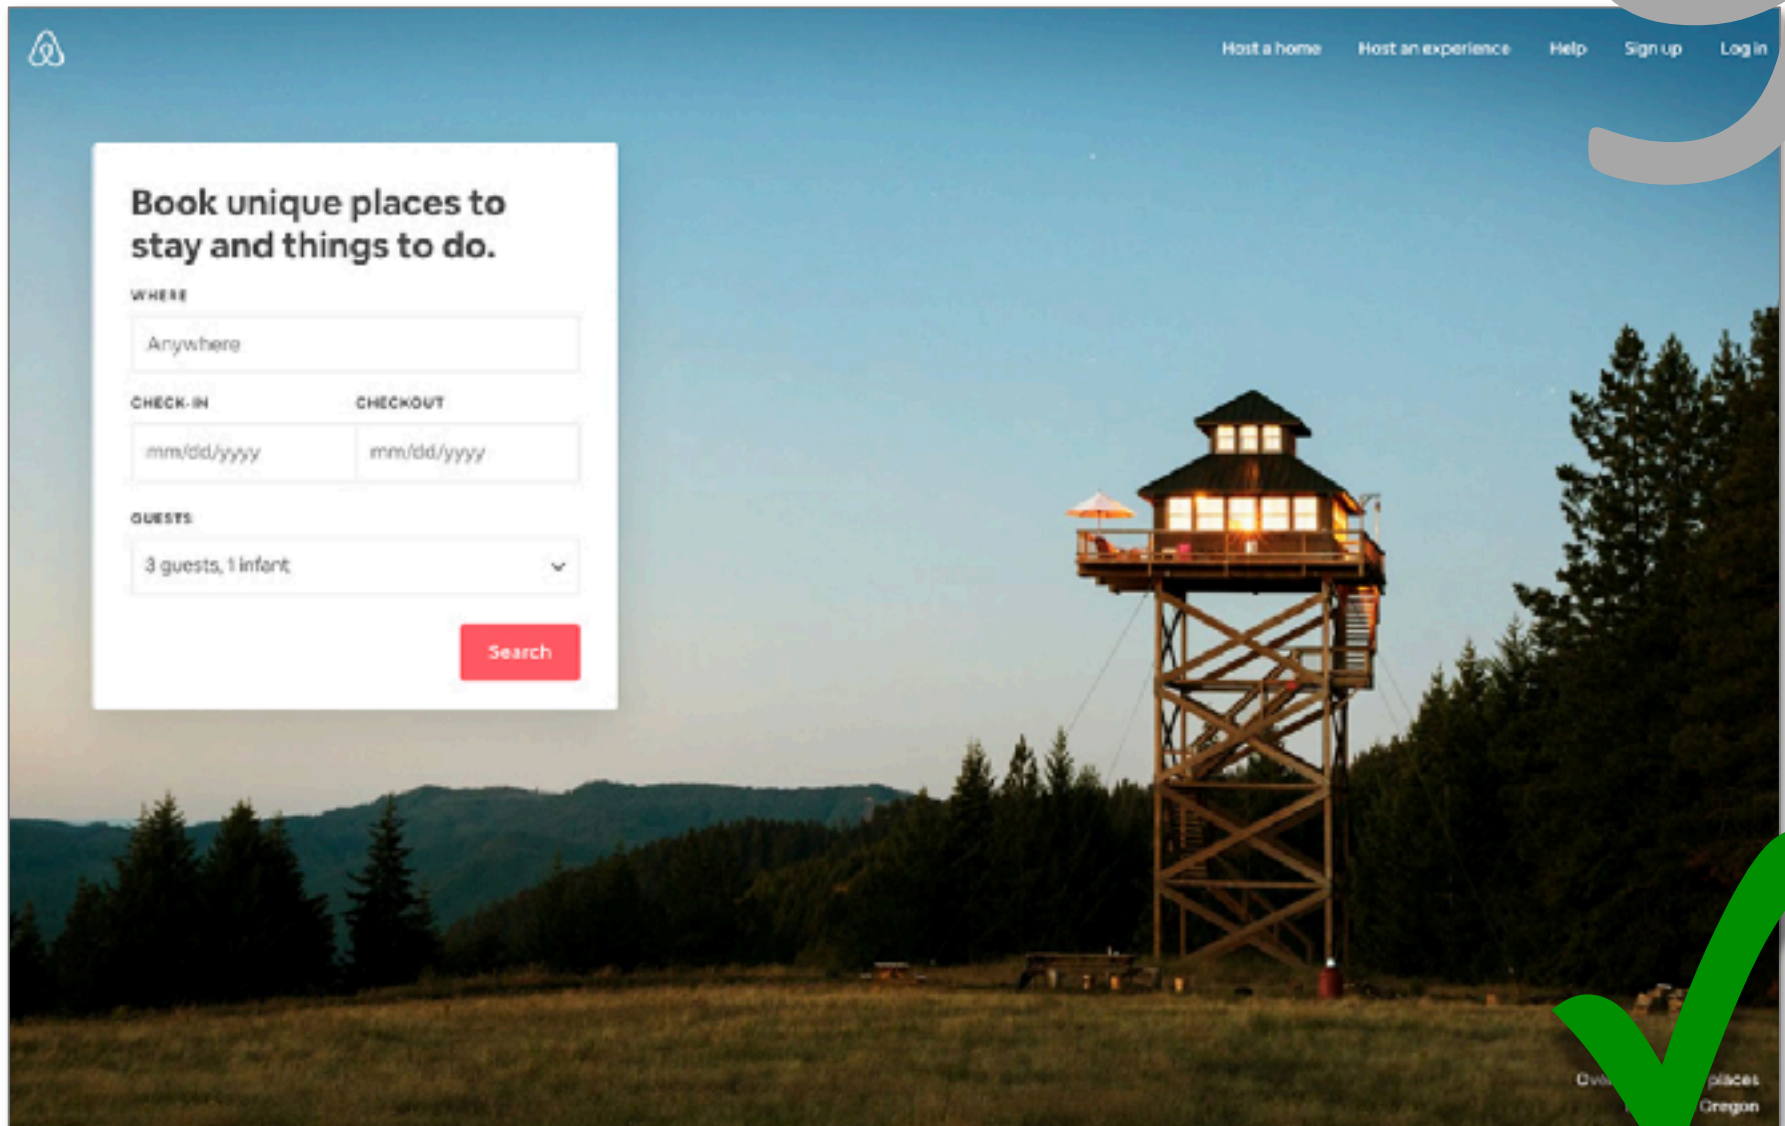 Host a home Host an experience Help Sign up Log in
Book unique places to
stay and things to do.
WHERE
Anywhere
CHECK-IN CHECKOUT
mm/dd/yyyy mm/dd/yyyy
GUESTS
3 guests, 1 infant
Search
places
Oregon